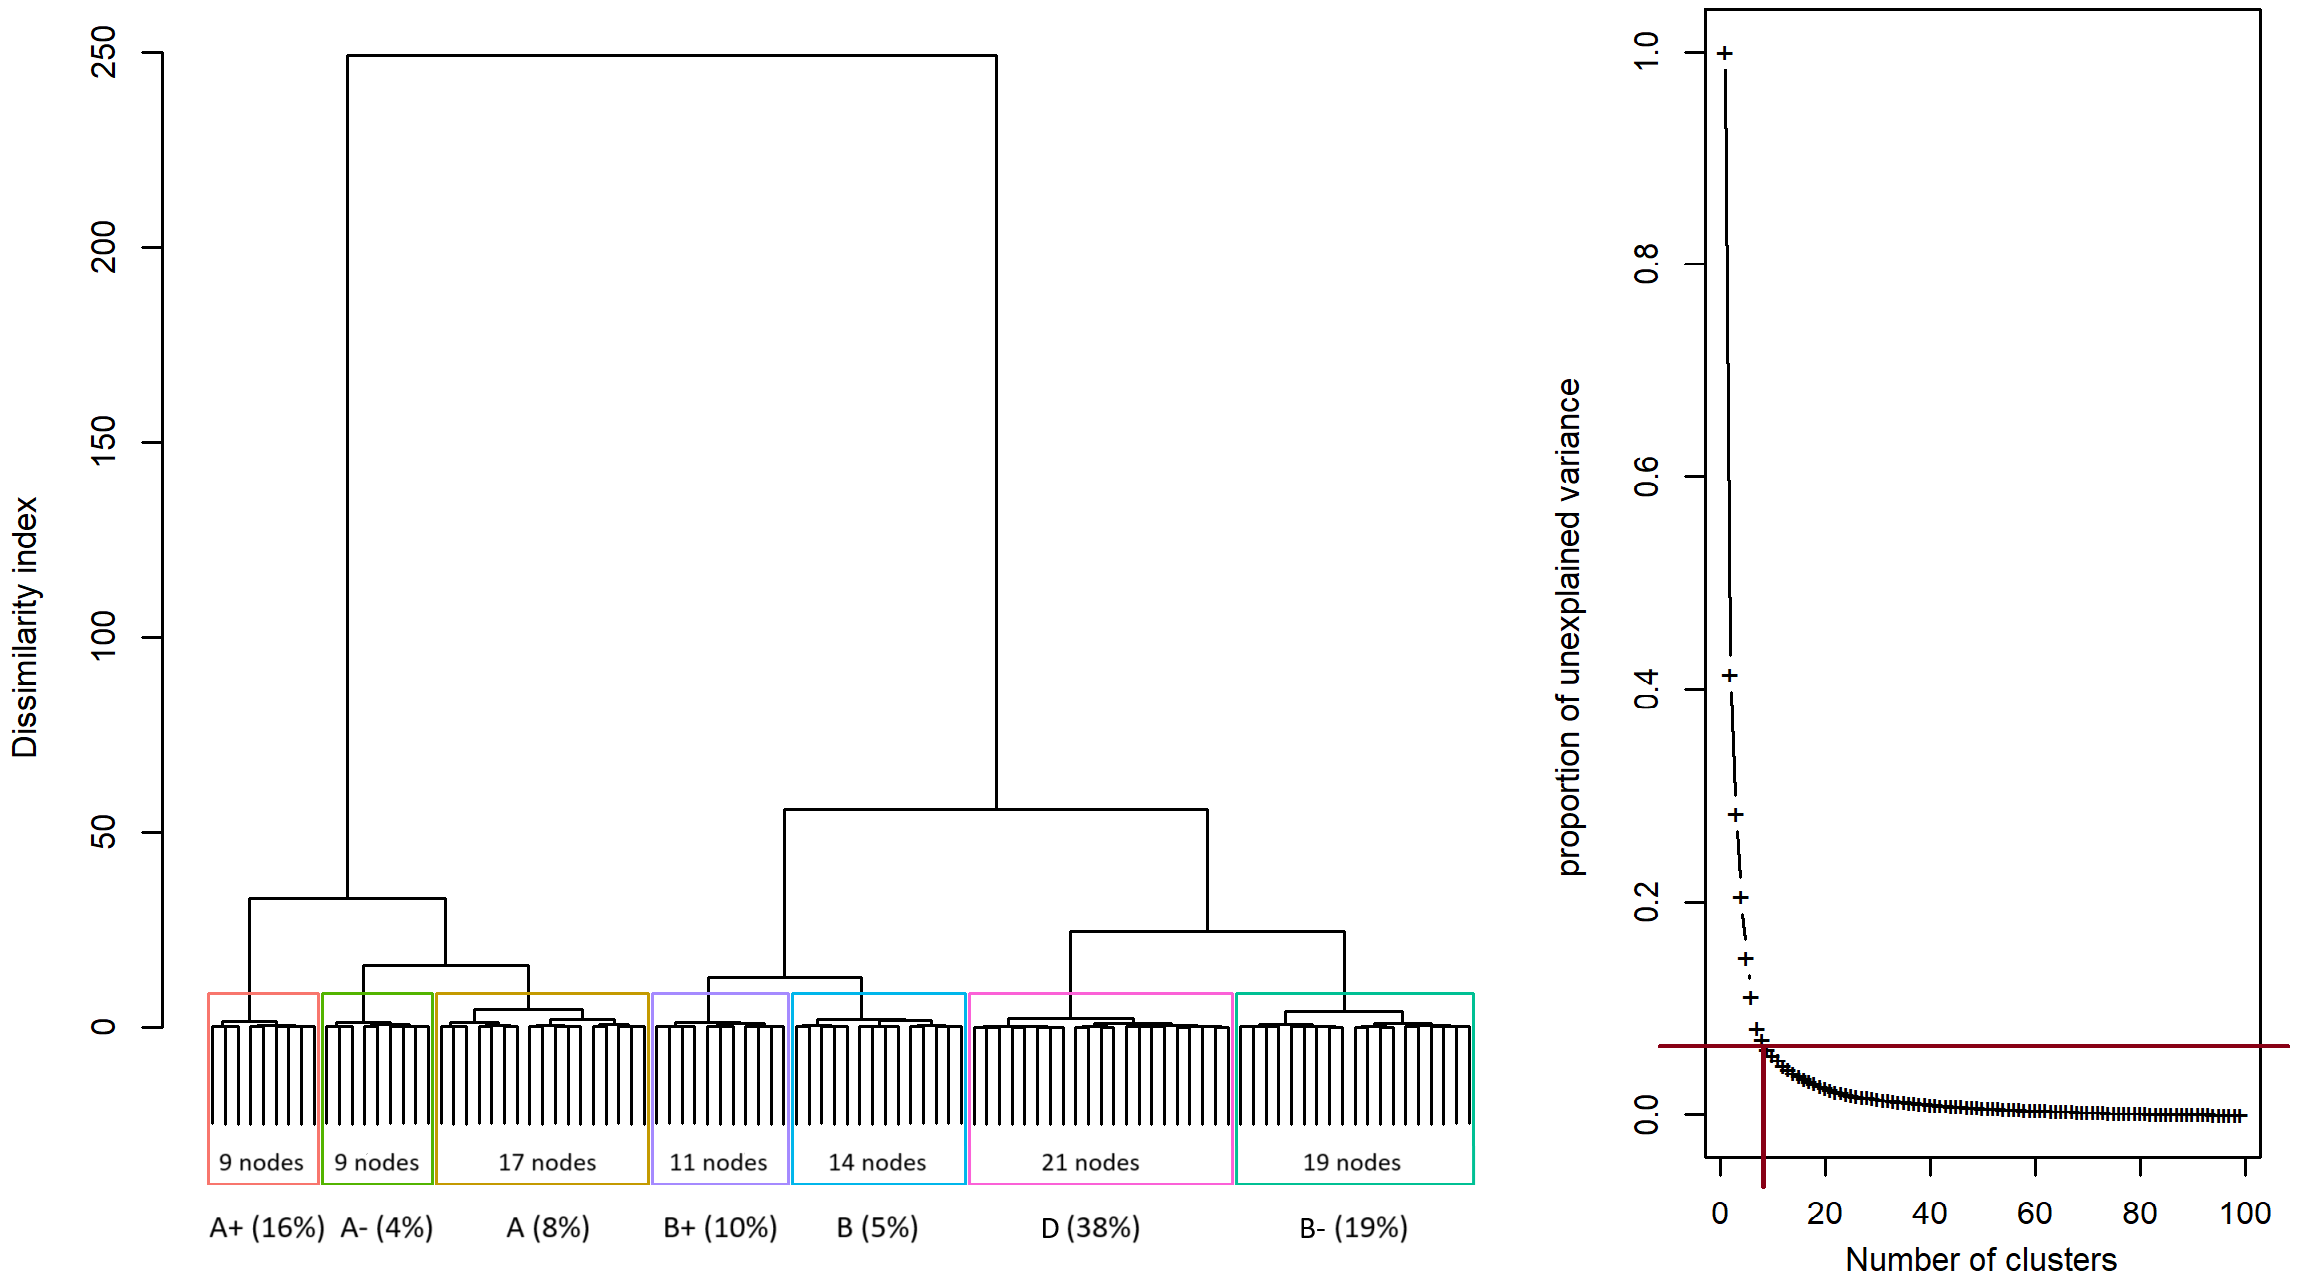 Dissimilarity index
250
200
150
100
50
0
9 nodes
9 nodes
17 nodes
11 nodes
14 nodes
21 nodes
19 nodes
A+ (16%)
A- (4%)
A (8%)
B+ (10%)
B (5%)
D (38%)
B- (19%)
proportion of unexplained variance
1.0
0.8
0.6
0.4
0.2
0.0
0
20
40
60
80
100
Number of clusters